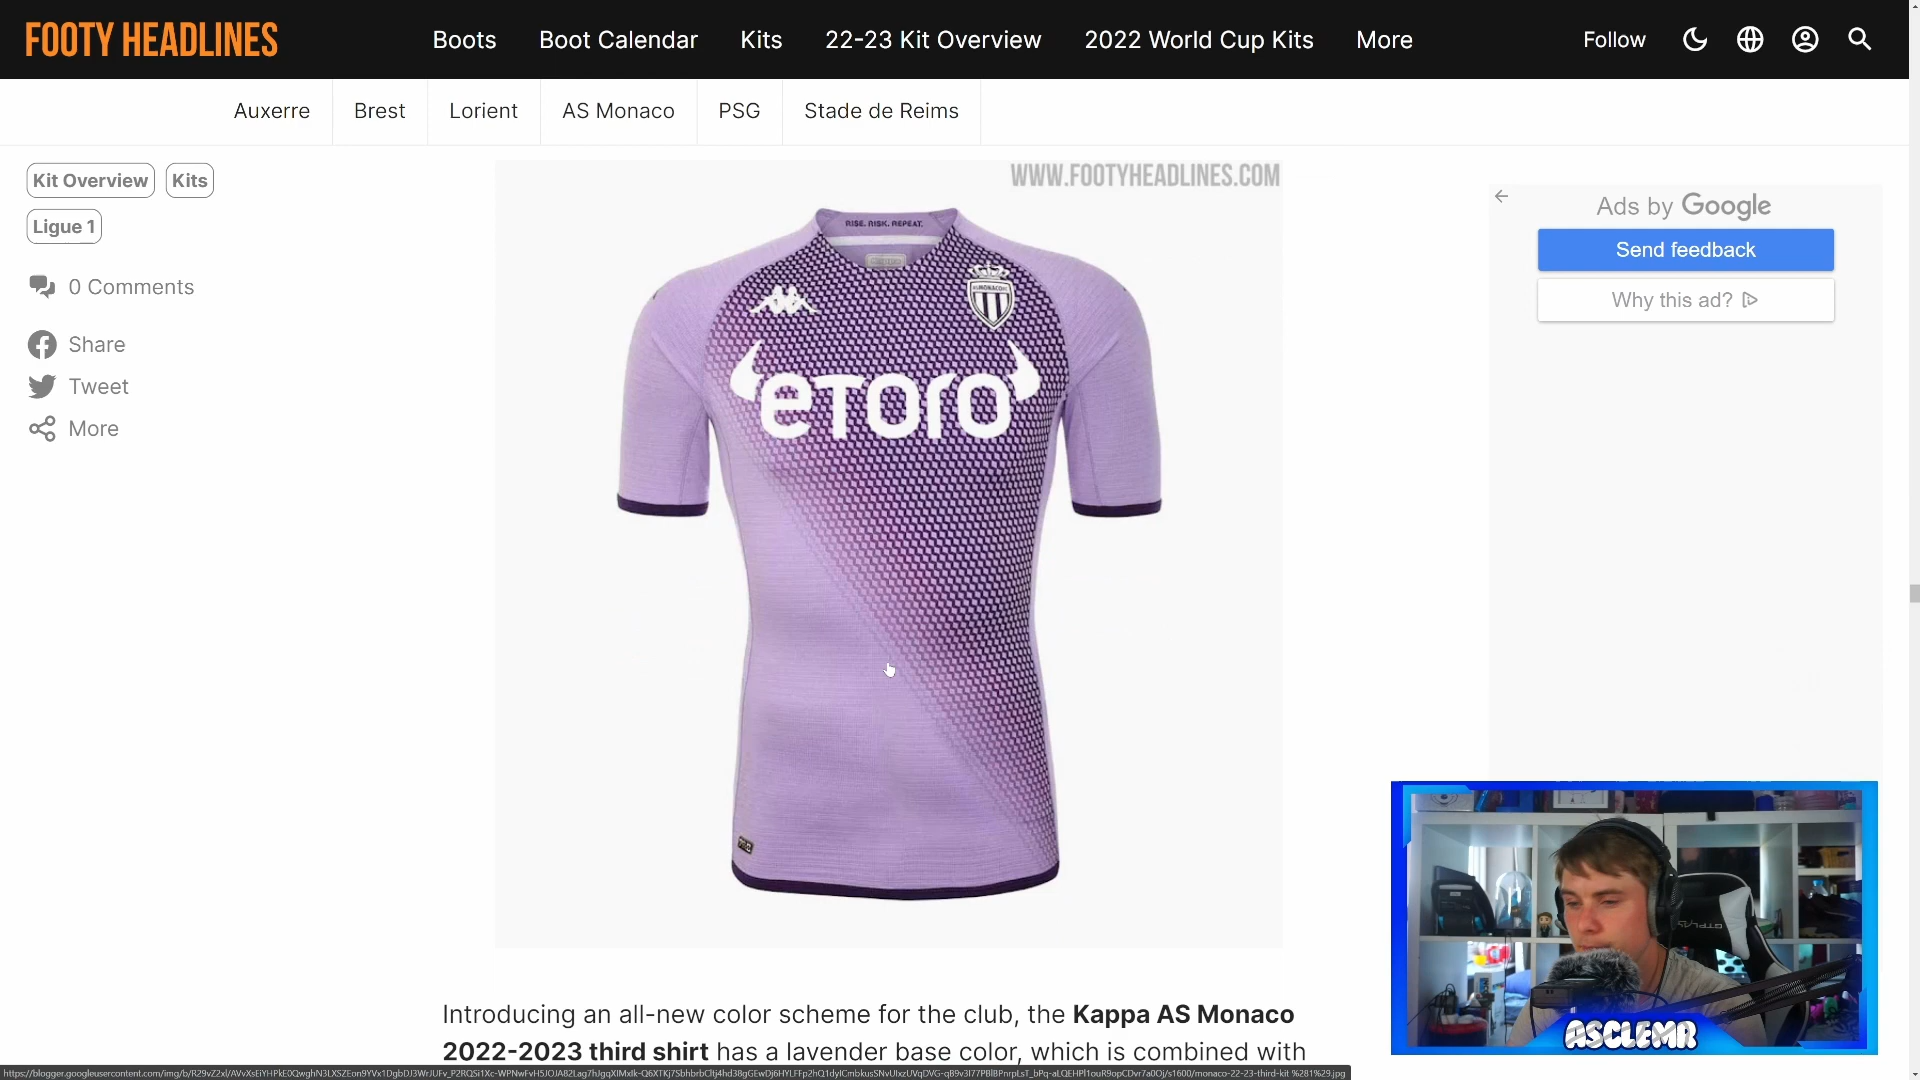 FOOTY HEADLINES
Boots Boot Calendar Kits 22-23 Kit Overview 2022 World Cup Kits More Follow
Auxerre Brest Lorient AS Monaco PSG Stade de Reims
Kit Overview Kits
Ligue 1
0 Comments
Share
Tweet
More
WWW.FOOTYHEADLINES.COM
RISE. RISK. REPEAT.
eTORO
Ads by Google
Send feedback
Why this ad?
Introducing an all-new color scheme for the club, the Kappa AS Monaco
2022-2023 third shirt has a lavender base color, which is combined with
ASCLEMR